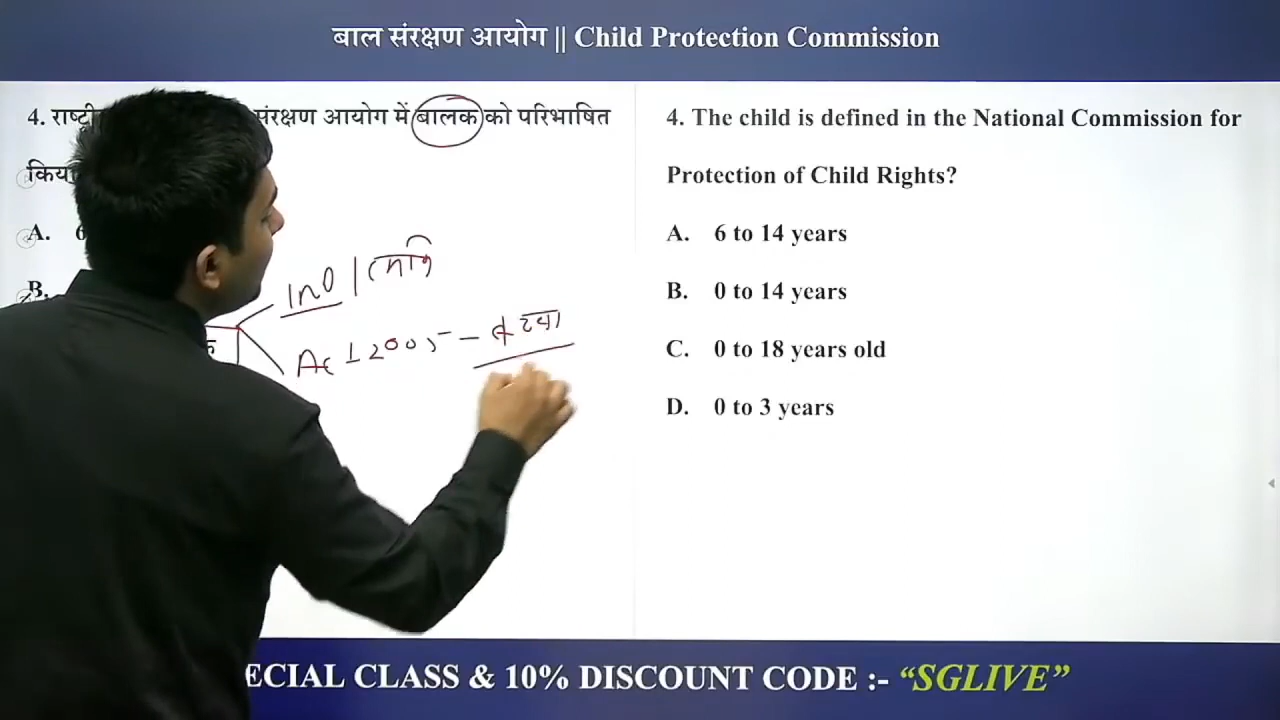 बाल संरक्षण आयोग || Child Protection Commission
4. राष्ट्री संरक्षण आयोग में बालक को परिभाषित
किया
A. 6
B.
4. The child is defined in the National Commission for
Protection of Child Rights?
A. 6 to 14 years
B. 0 to 14 years
C. 0 to 18 years old
D. 0 to 3 years
Act 2005 –
ECIAL CLASS & 10% DISCOUNT CODE :- “SGLIVE”